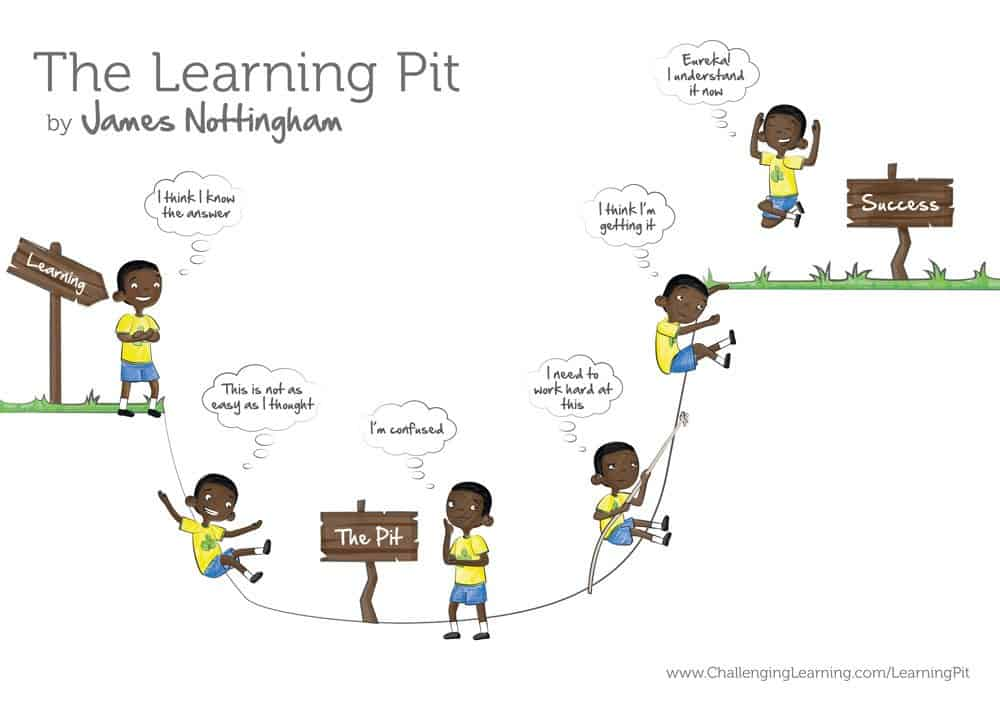 The Learning Pit
by James Nottingham
Eureka!
I understand
it now
I think I know
the answer
Success
I think I'm
getting it
Learning
This is not as
easy as I thought
I need to
work hard at
this
I'm confused
The Pit
www.ChallengingLearning.com/LearningPit